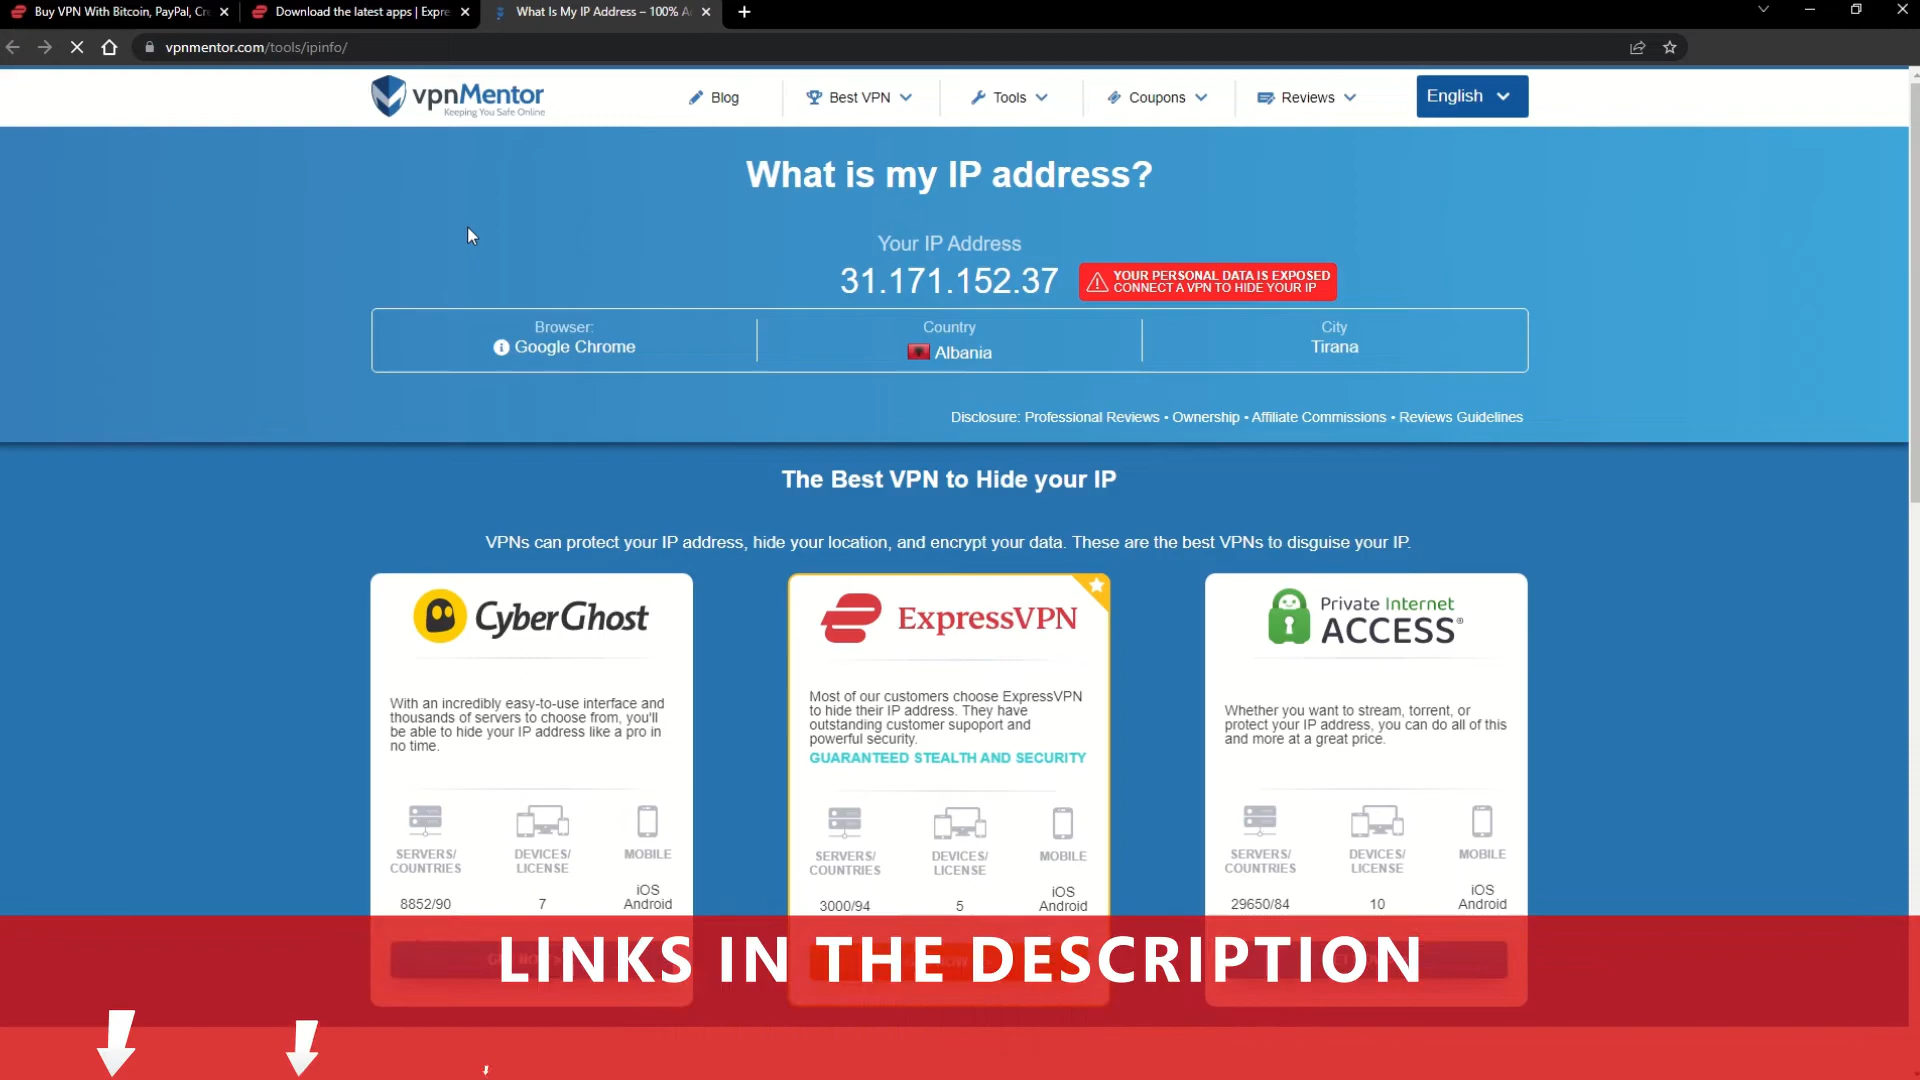 Buy VPN With Bitcoin, PayPal, Cr
Download the latest apps | Expre
What Is My IP Address – 100% A
vpnmentor.com/tools/ipinfo/
vpnMentor
Keeping You Safe Online
Blog
Best VPN
Tools
Coupons
Reviews
English
What is my IP address?
Your IP Address
31.171.152.37
YOUR PERSONAL DATA IS EXPOSED
CONNECT A VPN TO HIDE YOUR IP
Browser:
Google Chrome
Country
Albania
City
Tirana
Disclosure: Professional Reviews • Ownership • Affiliate Commissions • Reviews Guidelines
The Best VPN to Hide your IP
VPNs can protect your IP address, hide your location, and encrypt your data. These are the best VPNs to disguise your IP.
CyberGhost
With an incredibly easy-to-use interface and
thousands of servers to choose from, you'll
be able to hide your IP address like a pro in
no time.
SERVERS/
COUNTRIES
DEVICES/
LICENSE
MOBILE
8852/90
7
iOS
Android
ExpressVPN
Most of our customers choose ExpressVPN
to hide their IP address. They have
outstanding customer supoport and
powerful security.
GUARANTEED STEALTH AND SECURITY
SERVERS/
COUNTRIES
DEVICES/
LICENSE
MOBILE
3000/94
5
iOS
Android
Private Internet
ACCESS®
Whether you want to stream, torrent, or
protect your IP address, you can do all of this
and more at a great price.
SERVERS/
COUNTRIES
DEVICES/
LICENSE
MOBILE
29650/84
10
iOS
Android
LINKS IN THE DESCRIPTION